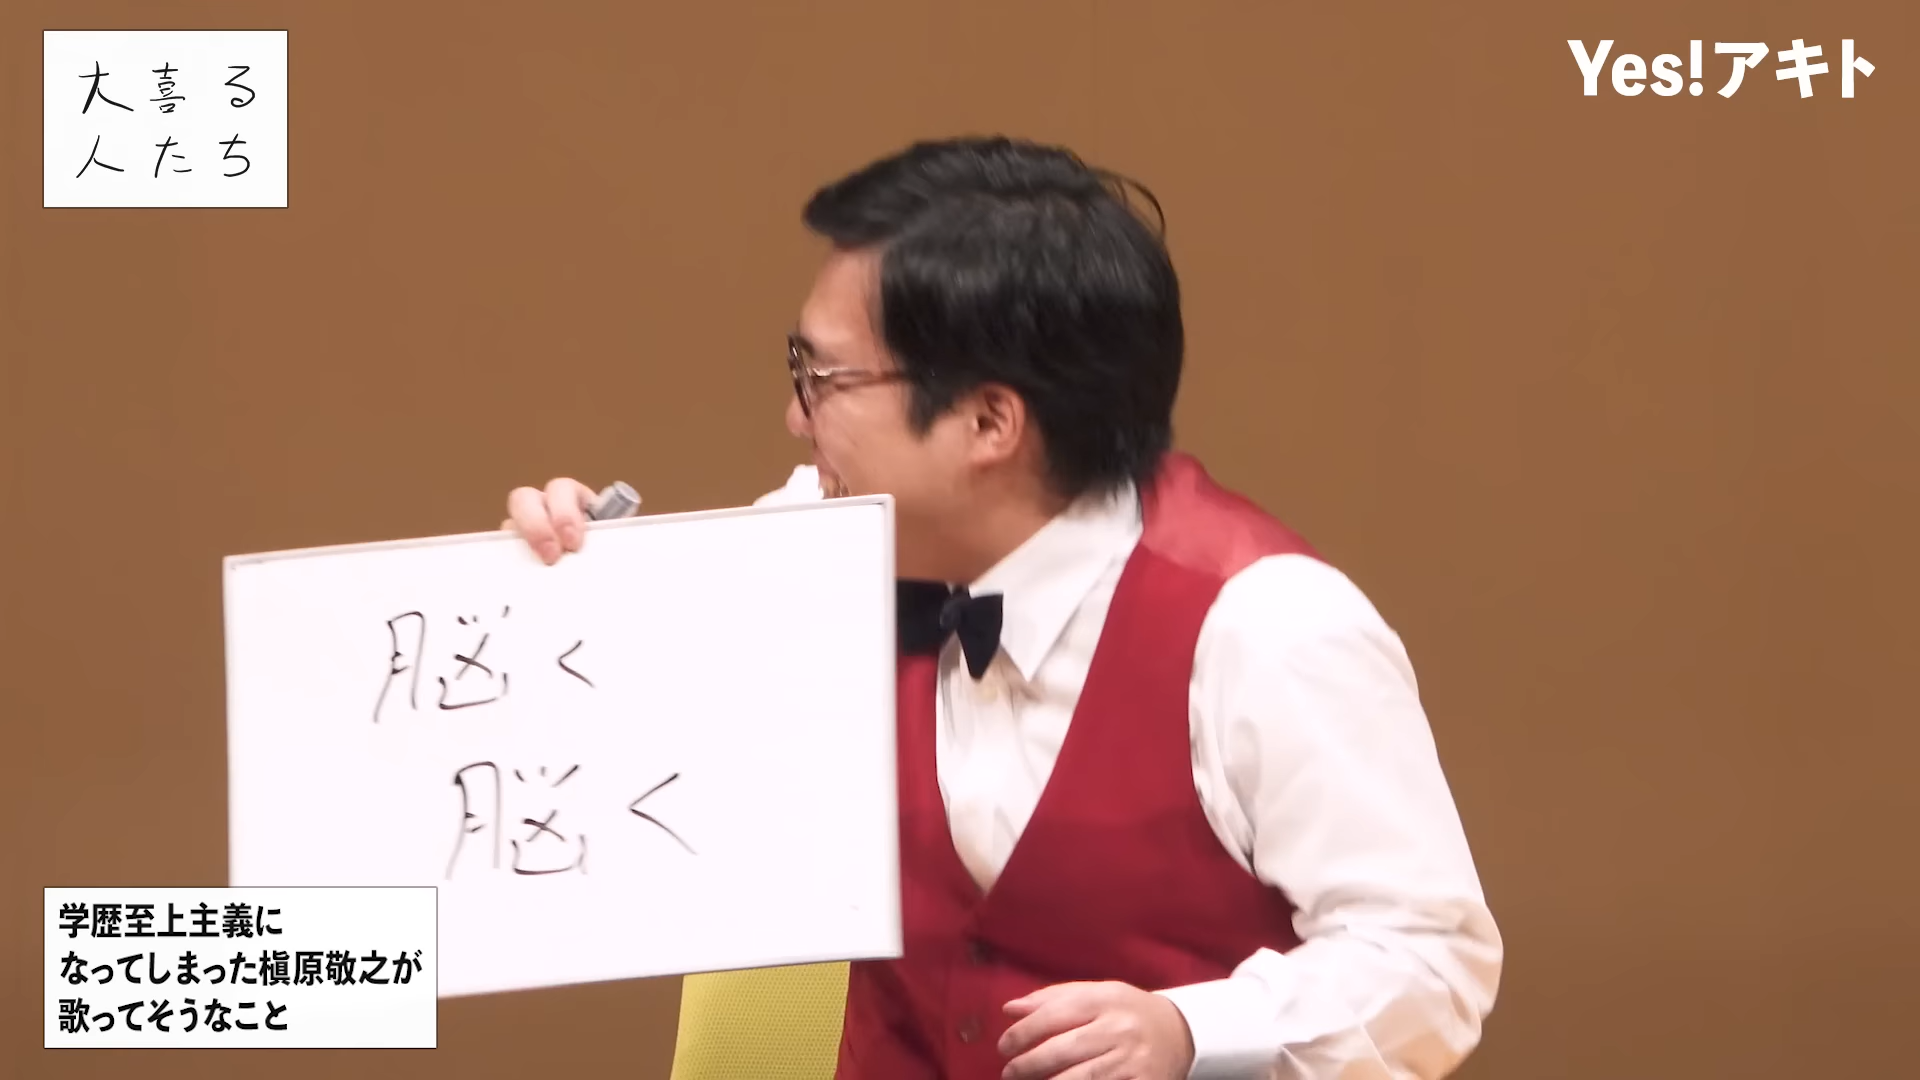 大喜る
人たち
Yes!アキト
脳く
脳く
学歴至上主義に
なってしまった槇原敬之が
歌ってそうなこと